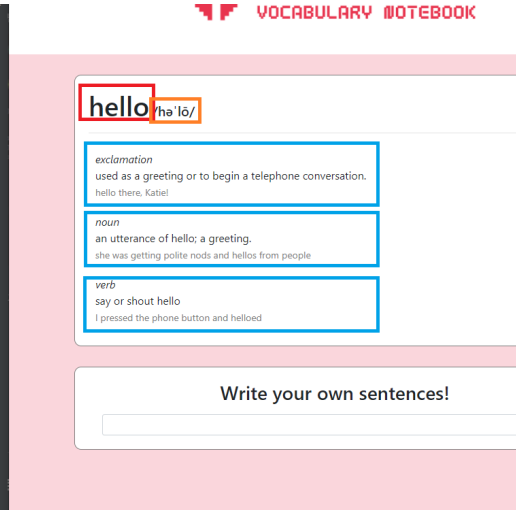 VOCABULARY NOTEBOOK
hello /hə'lō/
exclamation
used as a greeting or to begin a telephone conversation.
hello there, Katie!
noun
an utterance of hello; a greeting.
she was getting polite nods and hellos from people
verb
say or shout hello
I pressed the phone button and helloed
Write your own sentences!